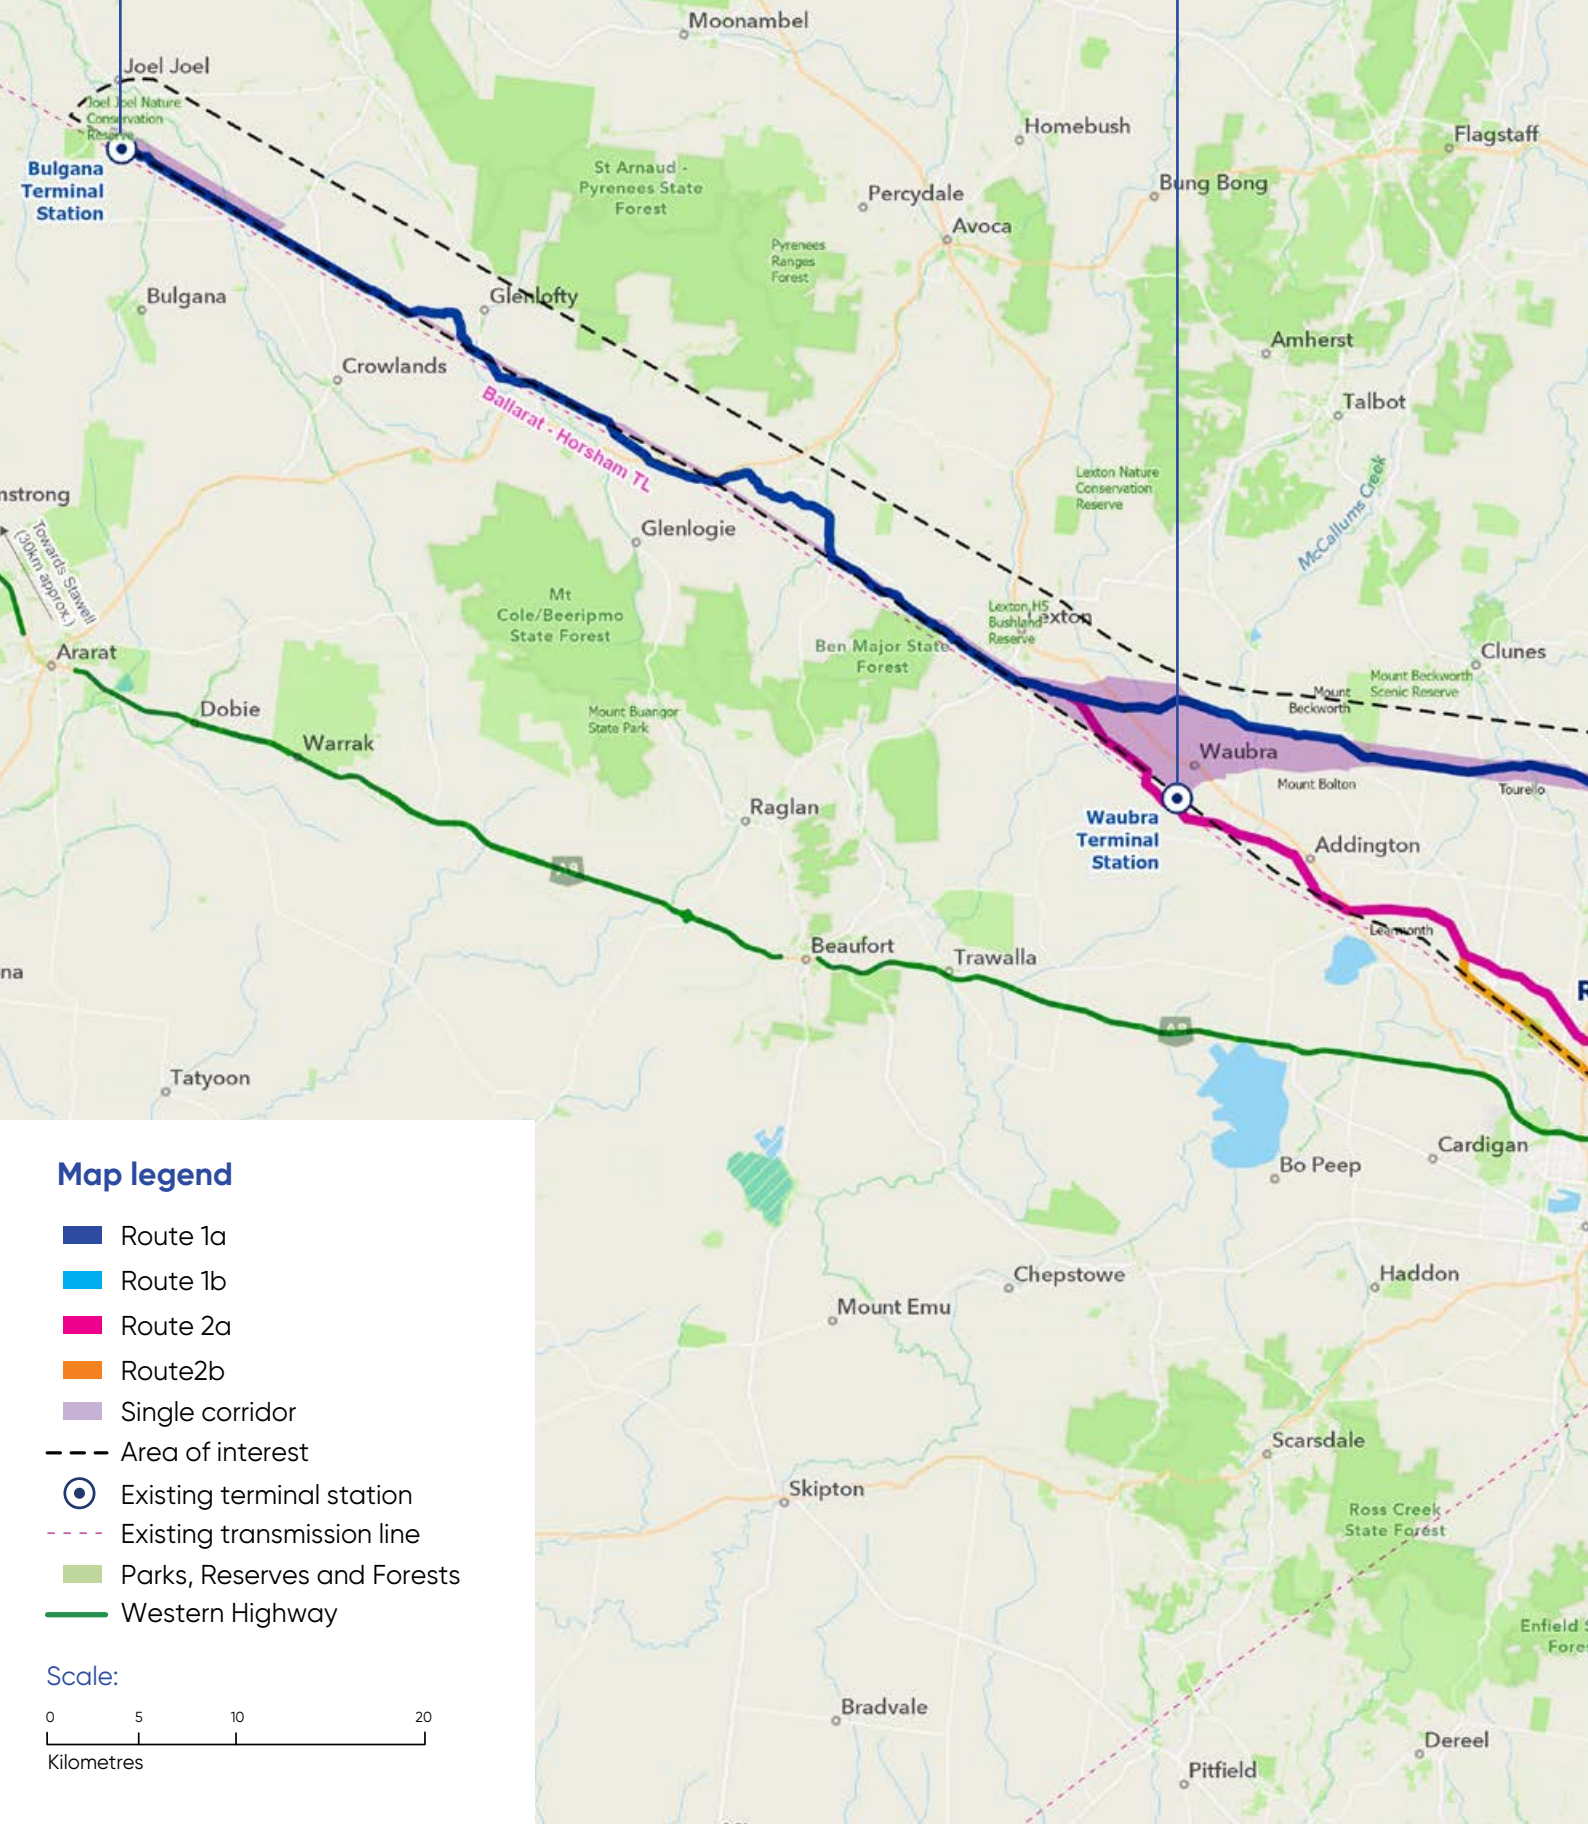 Moonambel
Joel Joel
Joel Joel Nature
Conservation
Reserve
Homebush
Flagstaff
Bulgana
Terminal
Station
St Arnaud -
Pyrenees State
Forest
Percydale
Bung Bong
Avoca
Pyrenees
Ranges
Forest
Bulgana
Glenlofty
Amherst
Crowlands
Talbot
Ballarat - Horsham TL
Lexton Nature
Conservation
Reserve
McCallums Creek
Towards Stawell
(30km approx.)
Glenlogie
Mt
Cole/Beeripmo
State Forest
Lexton H5
Bushland
Reserve
Lexton
Ben Major State
Forest
Ararat
Clunes
Mount Beckworth
Scenic Reserve
Mount
Beckworth
Dobie
Mount Buangor
State Park
Warrak
Waubra
Mount Bolton
Tourello
Raglan
Waubra
Terminal
Station
Addington
Learmonth
Beaufort
Trawalla
Tatyoon
Cardigan
Bo Peep
Map legend
Route 1a
Route 1b
Route 2a
Route2b
Single corridor
Area of interest
Existing terminal station
Existing transmission line
Parks, Reserves and Forests
Western Highway
Scale:
0 5 10 20
Kilometres
Chepstowe
Haddon
Mount Emu
Scarsdale
Skipton
Ross Creek
State Forest
Enfield
Bradvale
Dereel
Pitfield